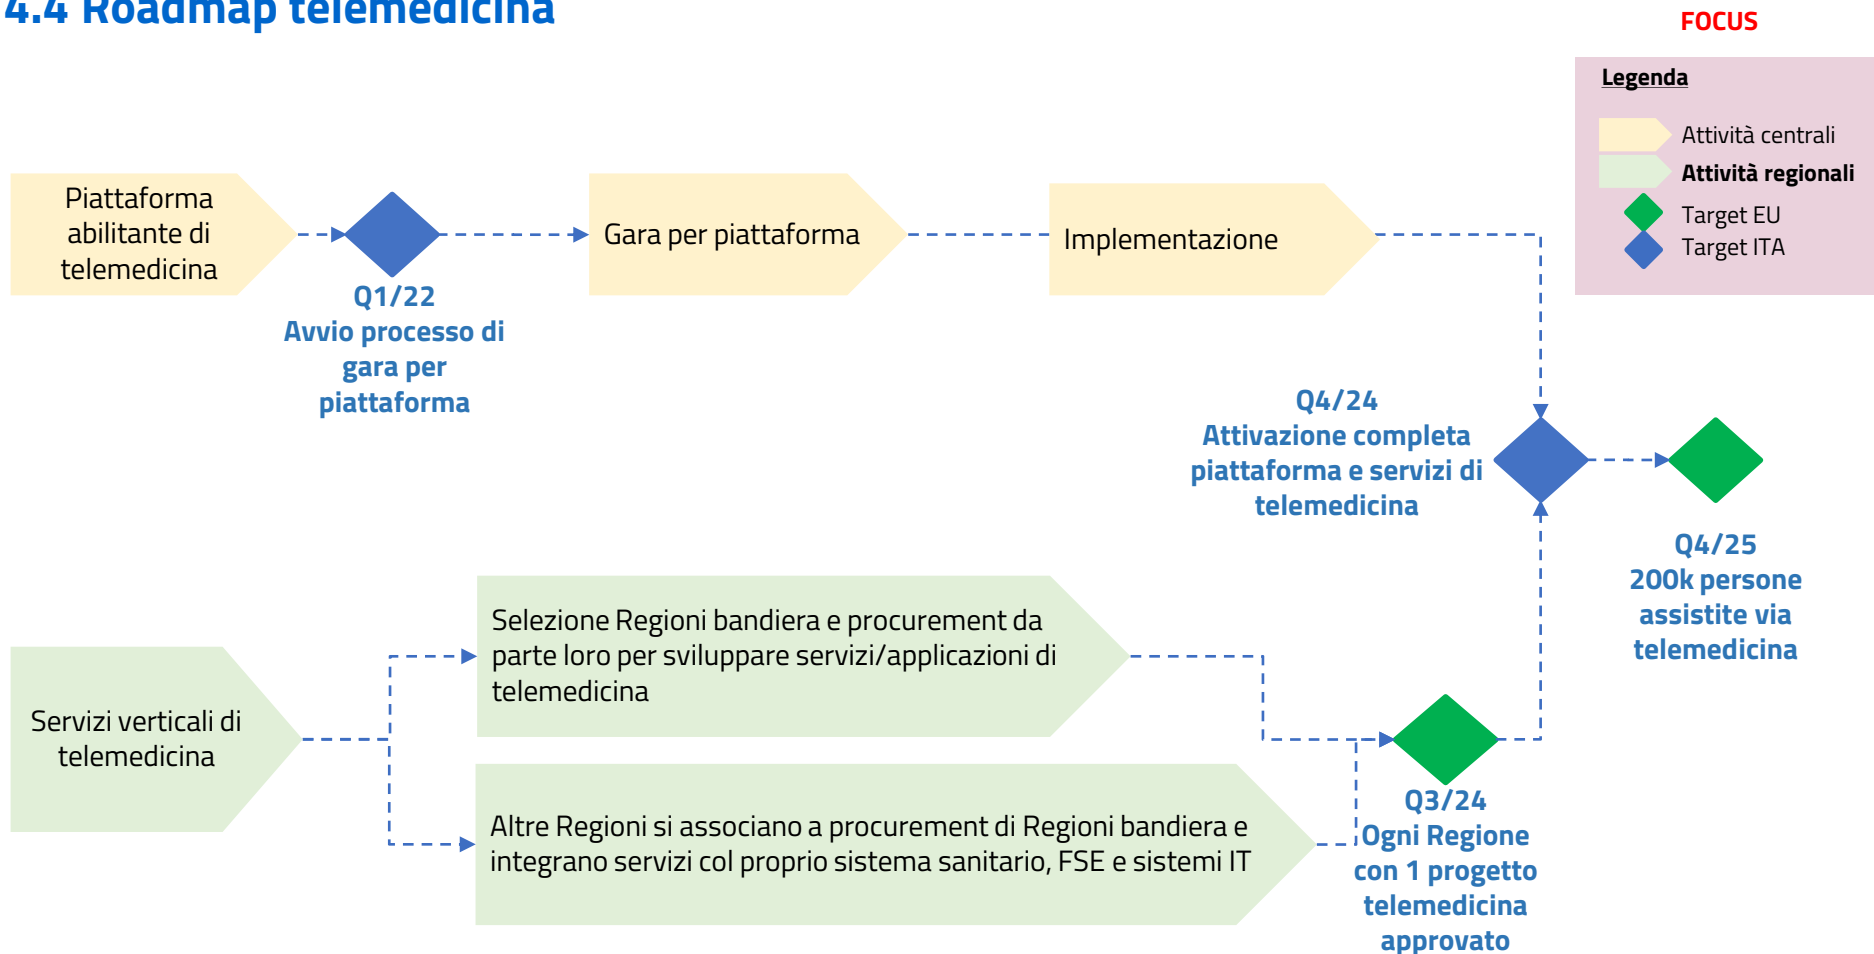 4.4 Roadmap telemedicina
FOCUS
Legenda
Attività centrali
Attività regionali
Target EU
Target ITA
Piattaforma
abilitante di
telemedicina
Q1/22
Avvio processo di
gara per
piattaforma
Gara per piattaforma
Implementazione
Q4/24
Attivazione completa
piattaforma e servizi di
telemedicina
Q4/25
200k persone
assistite via
telemedicina
Servizi verticali di
telemedicina
Selezione Regioni bandiera e procurement da
parte loro per sviluppare servizi/applicazioni di
telemedicina
Altre Regioni si associano a procurement di Regioni bandiera e
integrano servizi col proprio sistema sanitario, FSE e sistemi IT
Q3/24
Ogni Regione
con 1 progetto
telemedicina
approvato